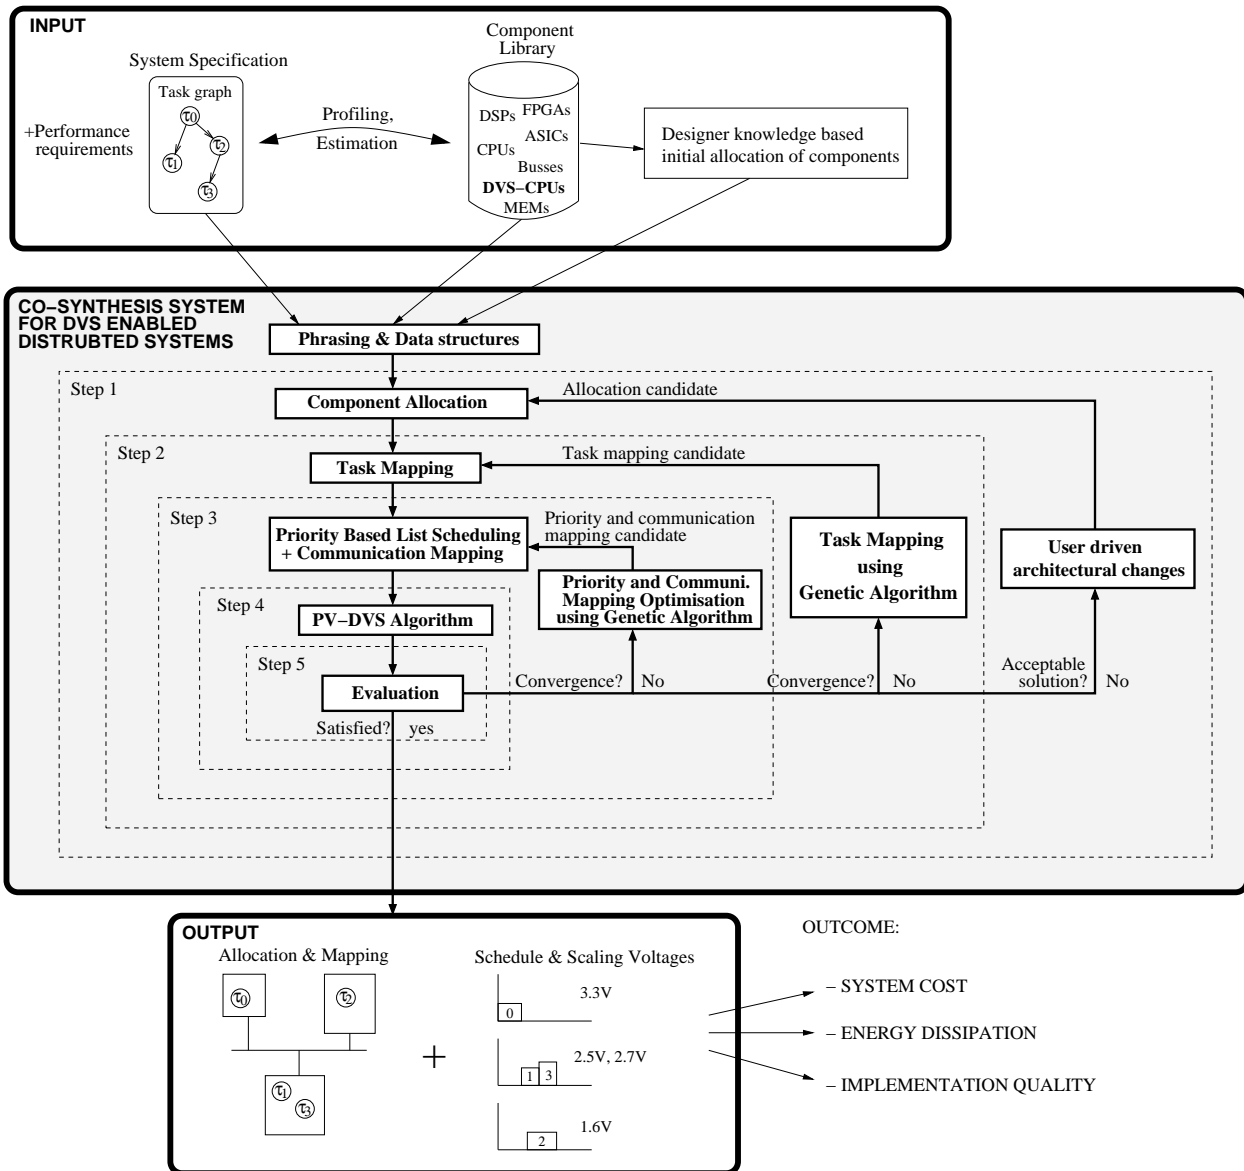 INPUT
System Specification
Task graph
τ0
τ1
τ2
τ3
+Performance
requirements
Profiling,
Estimation
Component
Library
DSPs
FPGAs
ASICs
CPUs
Busses
DVS-CPUs
MEMs
Designer knowledge based
initial allocation of components
CO-SYNTHESIS SYSTEM
FOR DVS ENABLED
DISTRUBTED SYSTEMS
Phrasing & Data structures
Step 1
Component Allocation
Allocation candidate
Step 2
Task Mapping
Task mapping candidate
Step 3
Priority Based List Scheduling
+ Communication Mapping
Priority and communication
mapping candidate
Priority and Communi.
Mapping Optimisation
using Genetic Algorithm
Task Mapping
using
Genetic Algorithm
User driven
architectural changes
Step 4
PV-DVS Algorithm
Step 5
Evaluation
Convergence? No
Convergence? No
Acceptable
solution? No
Satisfied? yes
OUTPUT
Allocation & Mapping
τ0
τ2
τ1
τ3
+
Schedule & Scaling Voltages
3.3V
0
2.5V, 2.7V
1 3
1.6V
2
OUTCOME:
- SYSTEM COST
- ENERGY DISSIPATION
- IMPLEMENTATION QUALITY